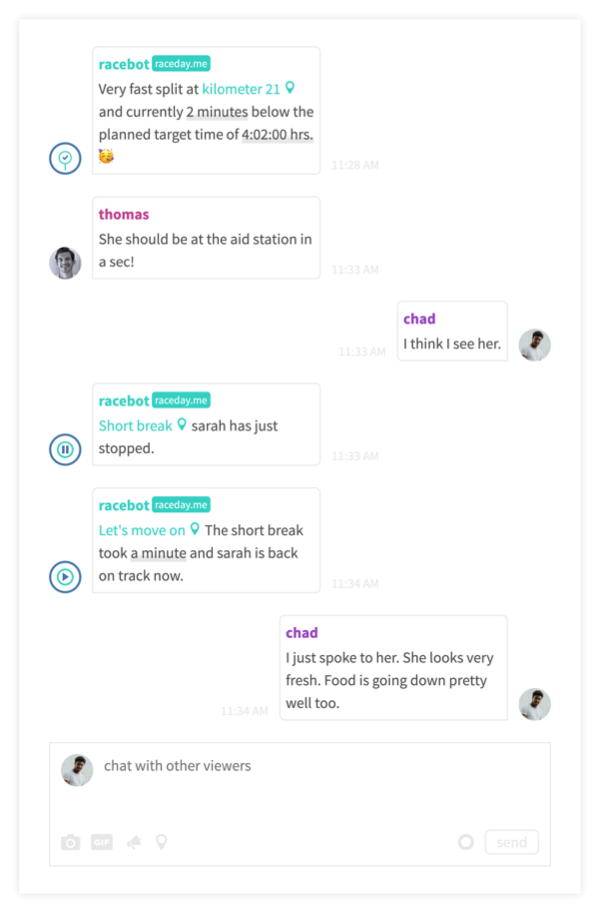 racebot raceday.me
Very fast split at kilometer 21
and currently 2 minutes below the
planned target time of 4:02:00 hrs.
🥳
11:28 AM
thomas
She should be at the aid station in
a sec!
11:33 AM
chad
I think I see her.
11:33 AM
racebot raceday.me
Short break sarah has just
stopped.
11:33 AM
racebot raceday.me
Let's move on The short break
took a minute and sarah is back
on track now.
11:34 AM
chad
I just spoke to her. She looks very
fresh. Food is going down pretty
well too.
11:34 AM
chat with other viewers
GIF
send